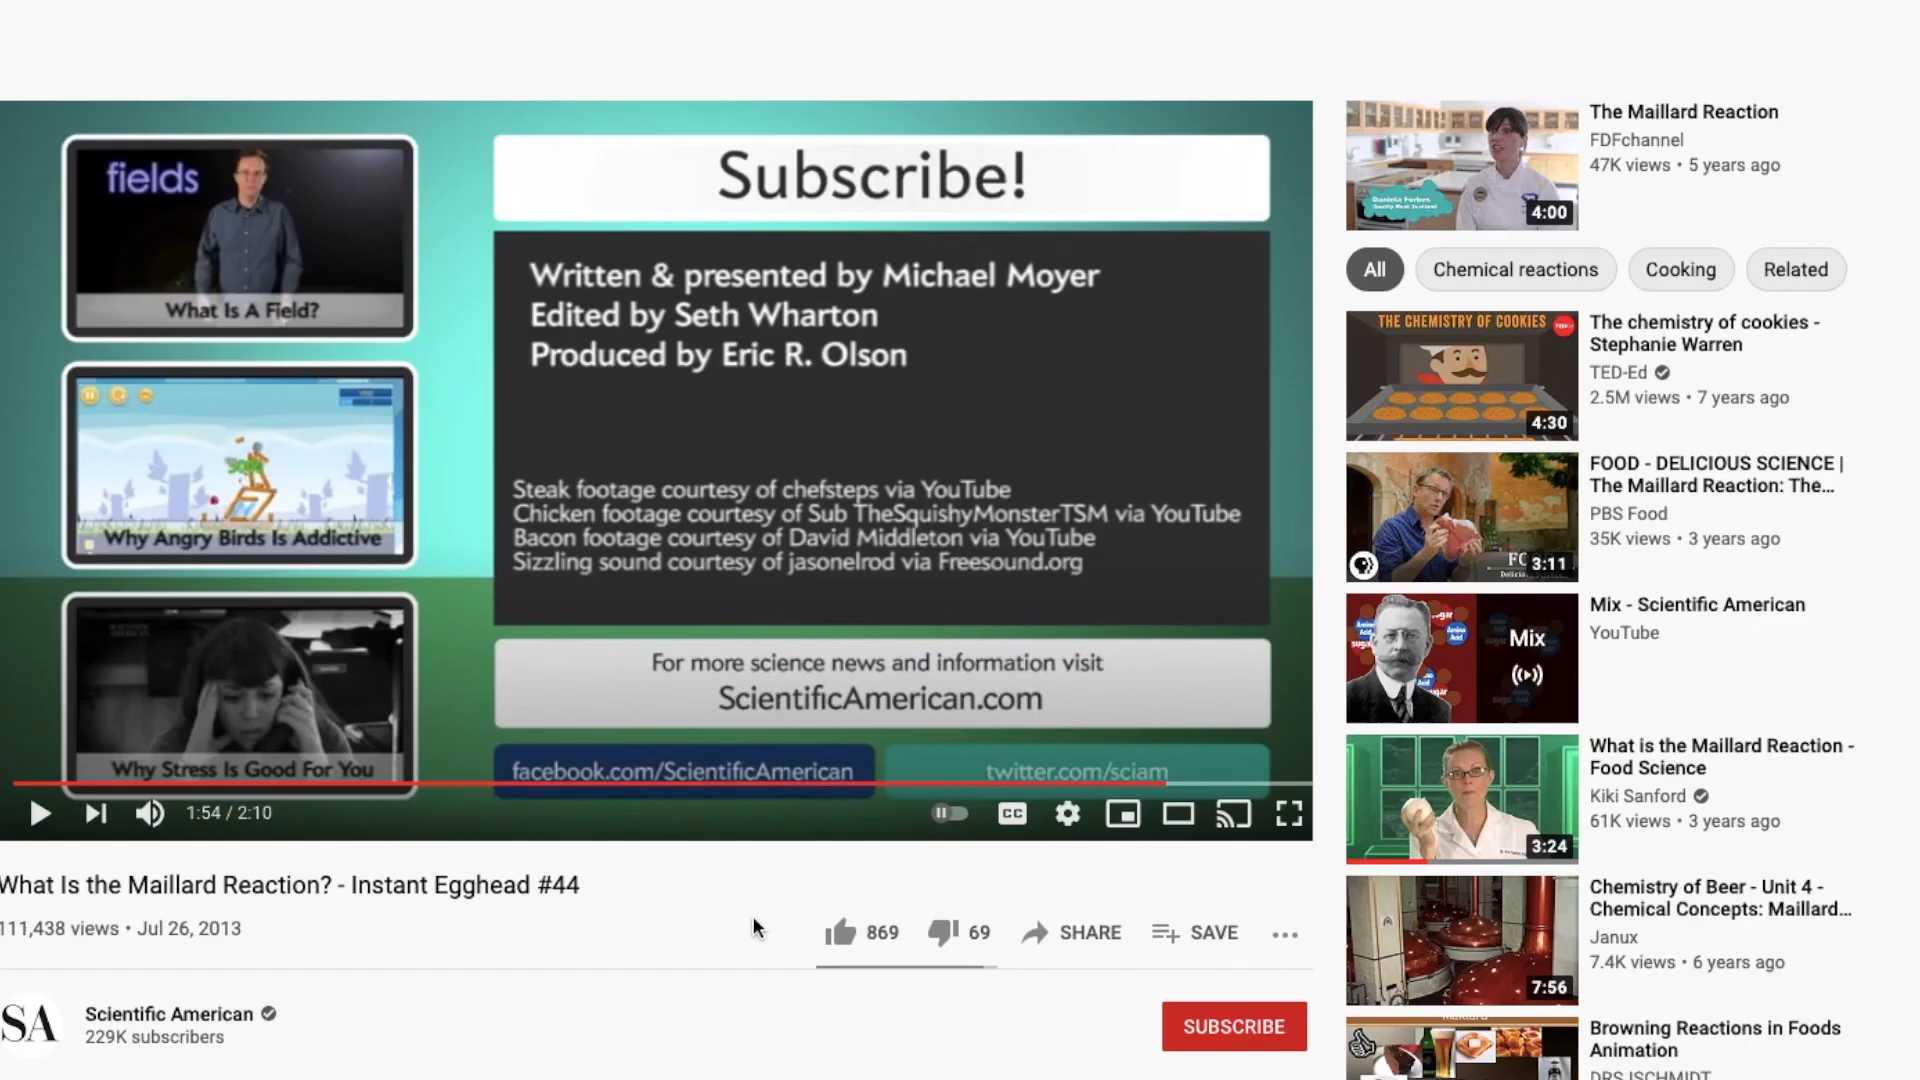 fields
What Is A Field?
Why Angry Birds Is Addictive
Why Stress Is Good For You
Subscribe!
Written & presented by Michael Moyer
Edited by Seth Wharton
Produced by Eric R. Olson
Steak footage courtesy of chefsteps via YouTube
Chicken footage courtesy of Sub TheSquishyMonsterTSM via YouTube
Bacon footage courtesy of David Middleton via YouTube
Sizzling sound courtesy of jasonelrod via Freesound.org
For more science news and information visit
ScientificAmerican.com
facebook.com/ScientificAmerican
twitter.com/sciam
1:54 / 2:10
CC
What Is the Maillard Reaction? - Instant Egghead #44
111,438 views • Jul 26, 2013
869
69
SHARE
SAVE
SA
Scientific American
229K subscribers
SUBSCRIBE
Daniela Forbes
Quality Meat Scotland
4:00
The Maillard Reaction
FDFchannel
47K views • 5 years ago
All
Chemical reactions
Cooking
Related
THE CHEMISTRY OF COOKIES
4:30
The chemistry of cookies -
Stephanie Warren
TED-Ed
2.5M views • 7 years ago
3:11
FOOD - DELICIOUS SCIENCE |
The Maillard Reaction: The...
PBS Food
35K views • 3 years ago
Mix
Mix - Scientific American
YouTube
3:24
What is the Maillard Reaction -
Food Science
Kiki Sanford
61K views • 3 years ago
7:56
Chemistry of Beer - Unit 4 -
Chemical Concepts: Maillard...
Janux
7.4K views • 6 years ago
Browning Reactions in Foods
Animation